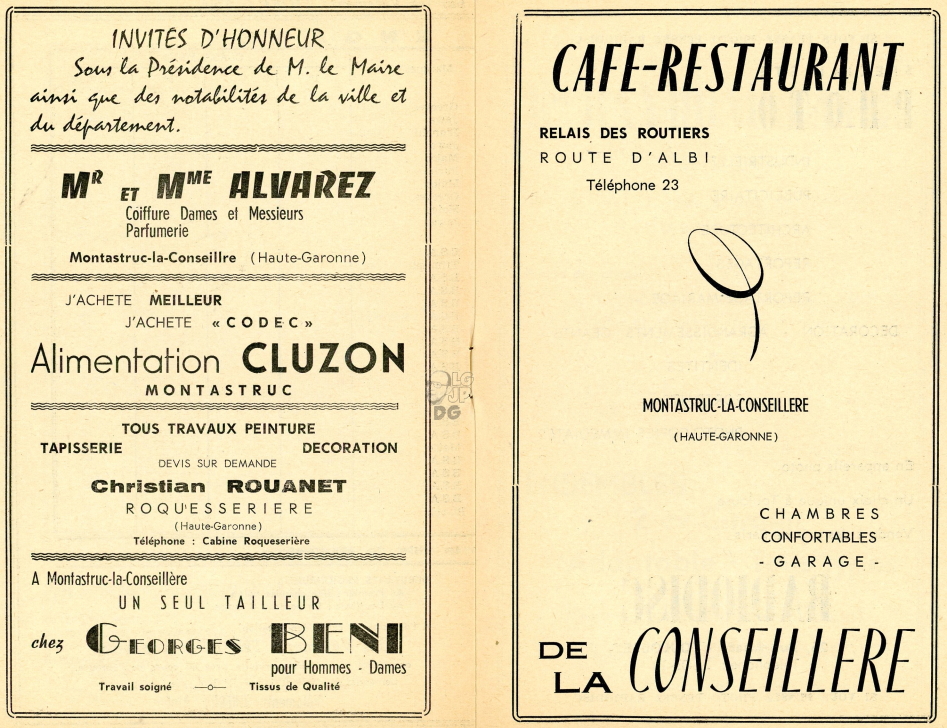 INVITÉS D'HONNEUR
Sous la Présidence de M. le Maire
ainsi que des notabilités de la ville et
du département.
MR ET MME ALVAREZ
Coiffure Dames et Messieurs
Parfumerie
Montastruc-la-Conseillre (Haute-Garonne)
J'ACHETE MEILLEUR
J'ACHETE «CODEC»
Alimentation CLUZON
MONTASTRUC
TOUS TRAVAUX PEINTURE
TAPISSERIE DECORATION
DEVIS SUR DEMANDE
Christian ROUANET
ROQUESSERIERE
(Haute-Garonne)
Téléphone : Cabine Roqueserière
A Montastruc-la-Conseillère
UN SEUL TAILLEUR
chez GEORGES BENI
pour Hommes - Dames
Travail soigné Tissus de Qualité
LG
JP
DG
CAFE-RESTAURANT
RELAIS DES ROUTIERS
ROUTE D'ALBI
Téléphone 23
MONTASTRUC-LA-CONSEILLERE
(HAUTE-GARONNE)
CHAMBRES
CONFORTABLES
- GARAGE -
DE LA CONSEILLERE